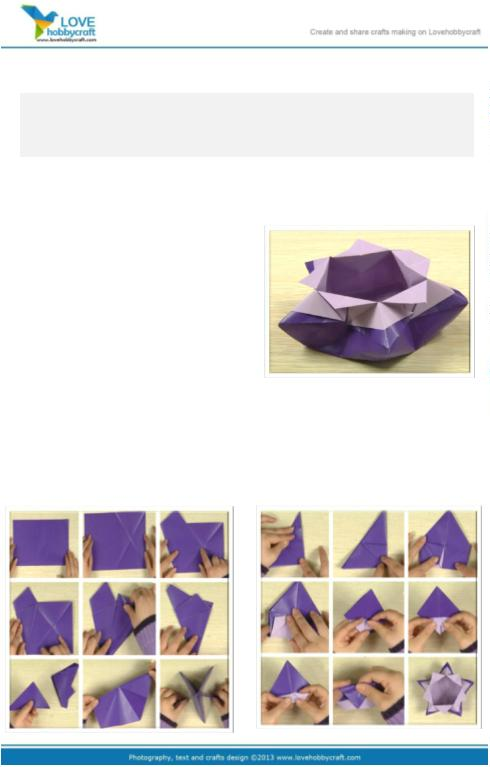 LOVE
hobbycraft
www.lovehobbycraft.com
Create and share crafts making on Lovehobbycraft
Photography, text and crafts design ©2013 www.lovehobbycraft.com